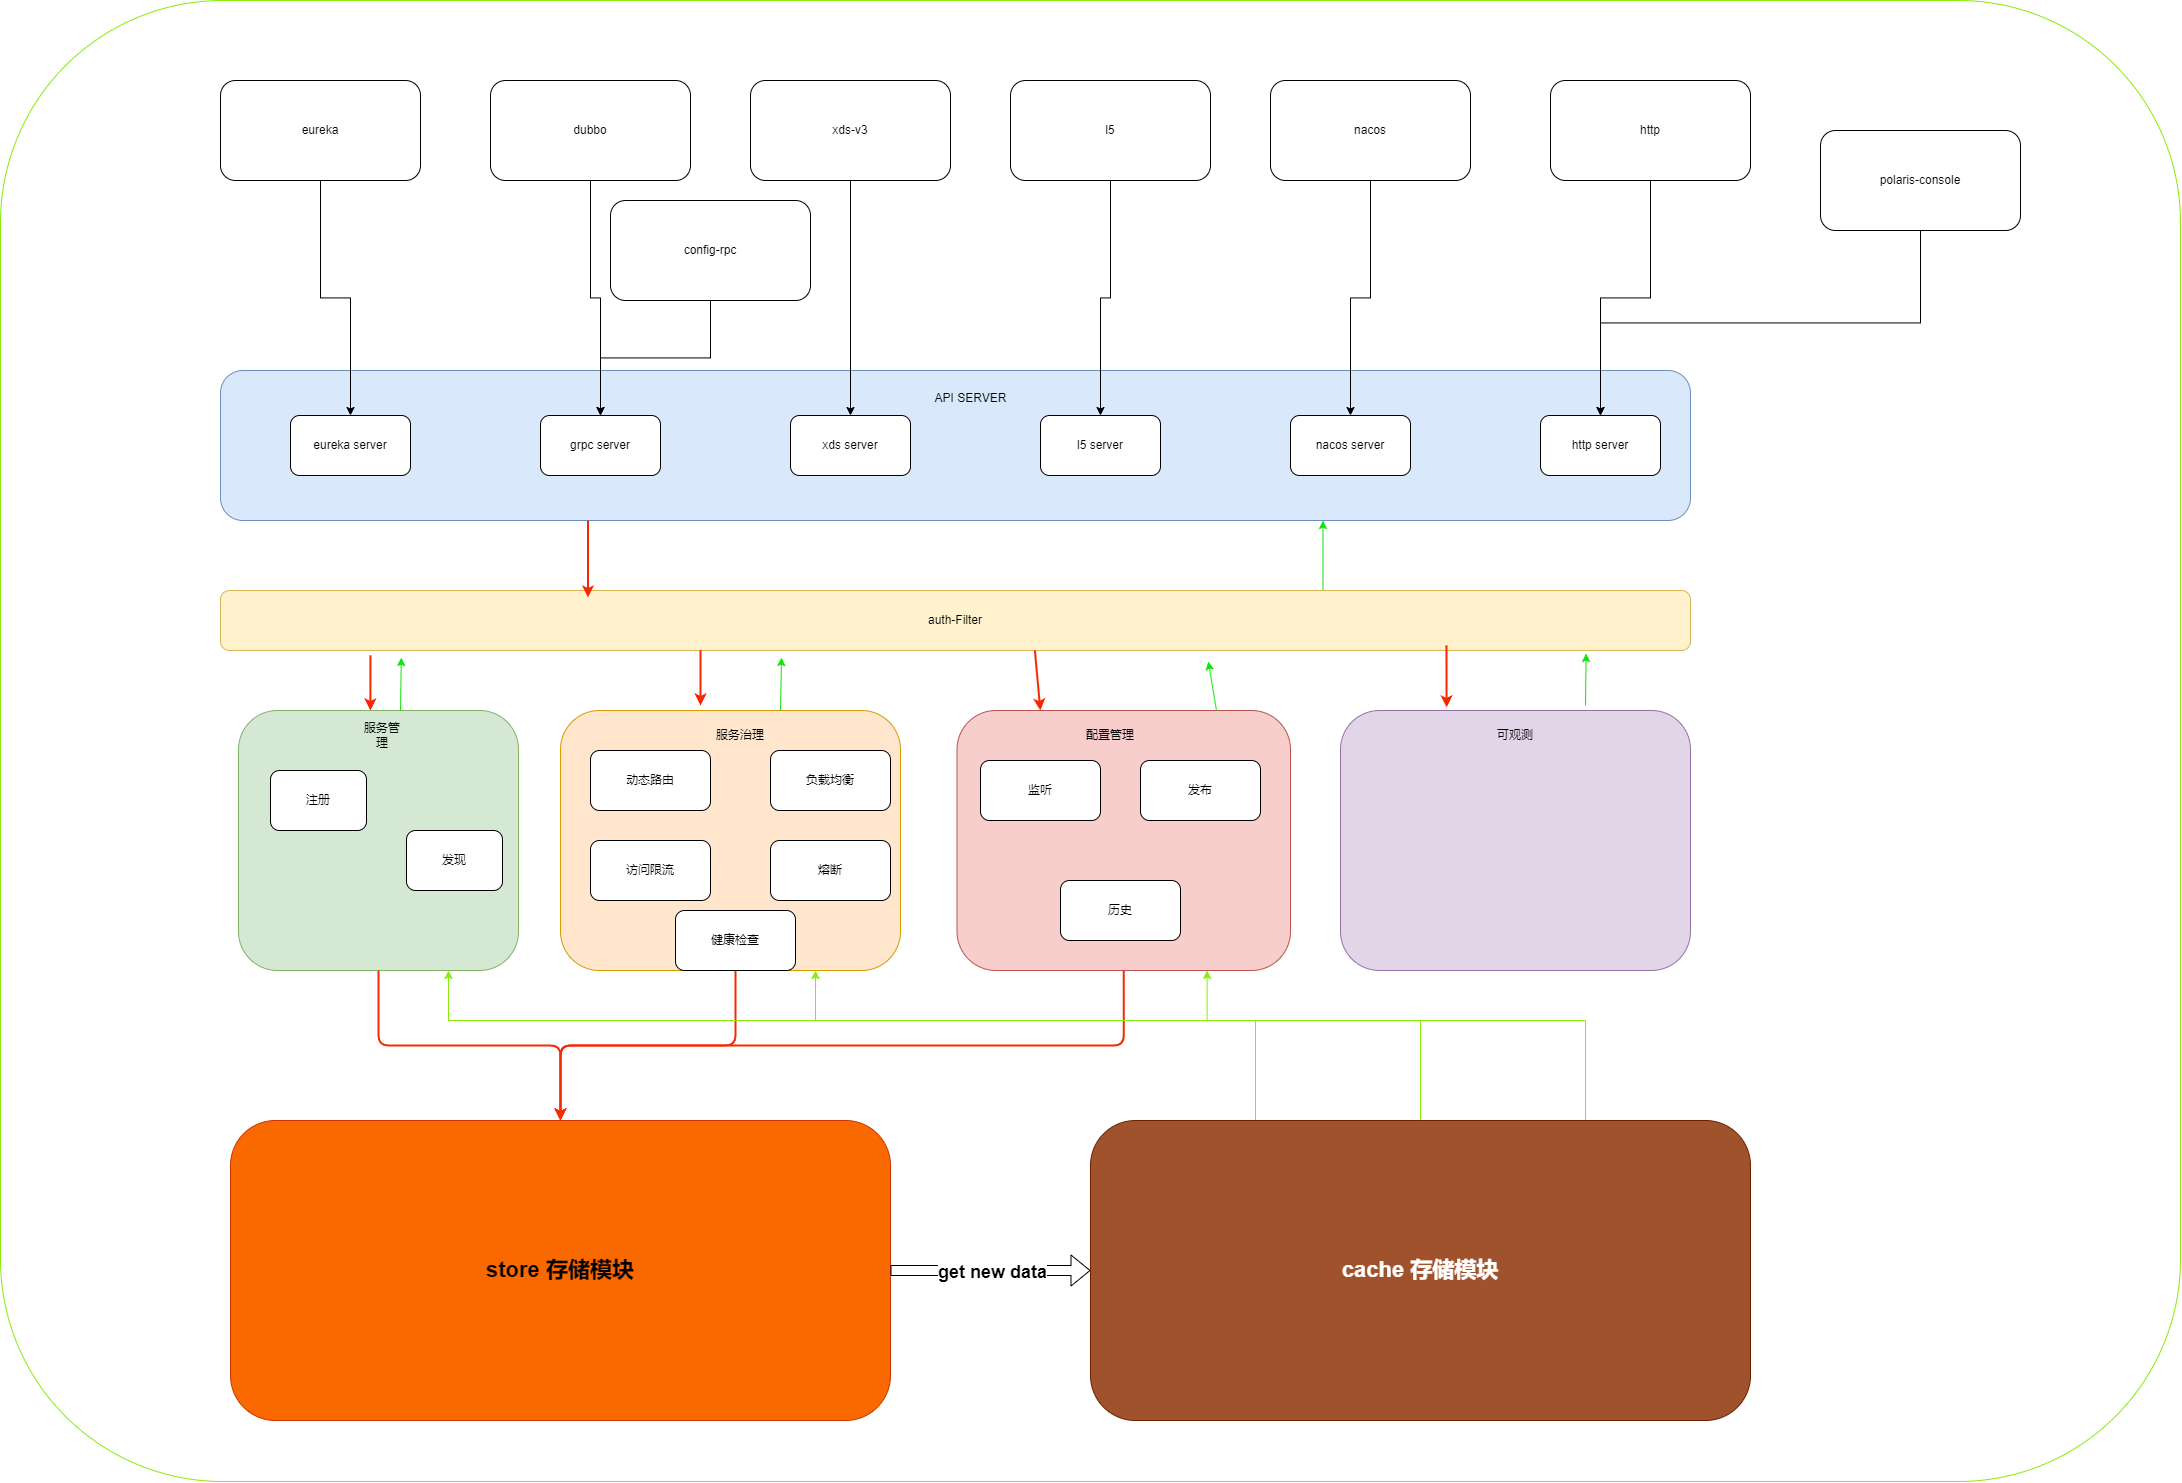 eureka
dubbo
xds-v3
l5
nacos
http
polaris-console
config-rpc
API SERVER
eureka server
grpc server
xds server
l5 server
nacos server
http server
auth-Filter
服务管
理
服务治理
配置管理
可观测
注册
发现
动态路由
负载均衡
访问限流
熔断
健康检查
监听
发布
历史
store 存储模块
get new data
cache 存储模块